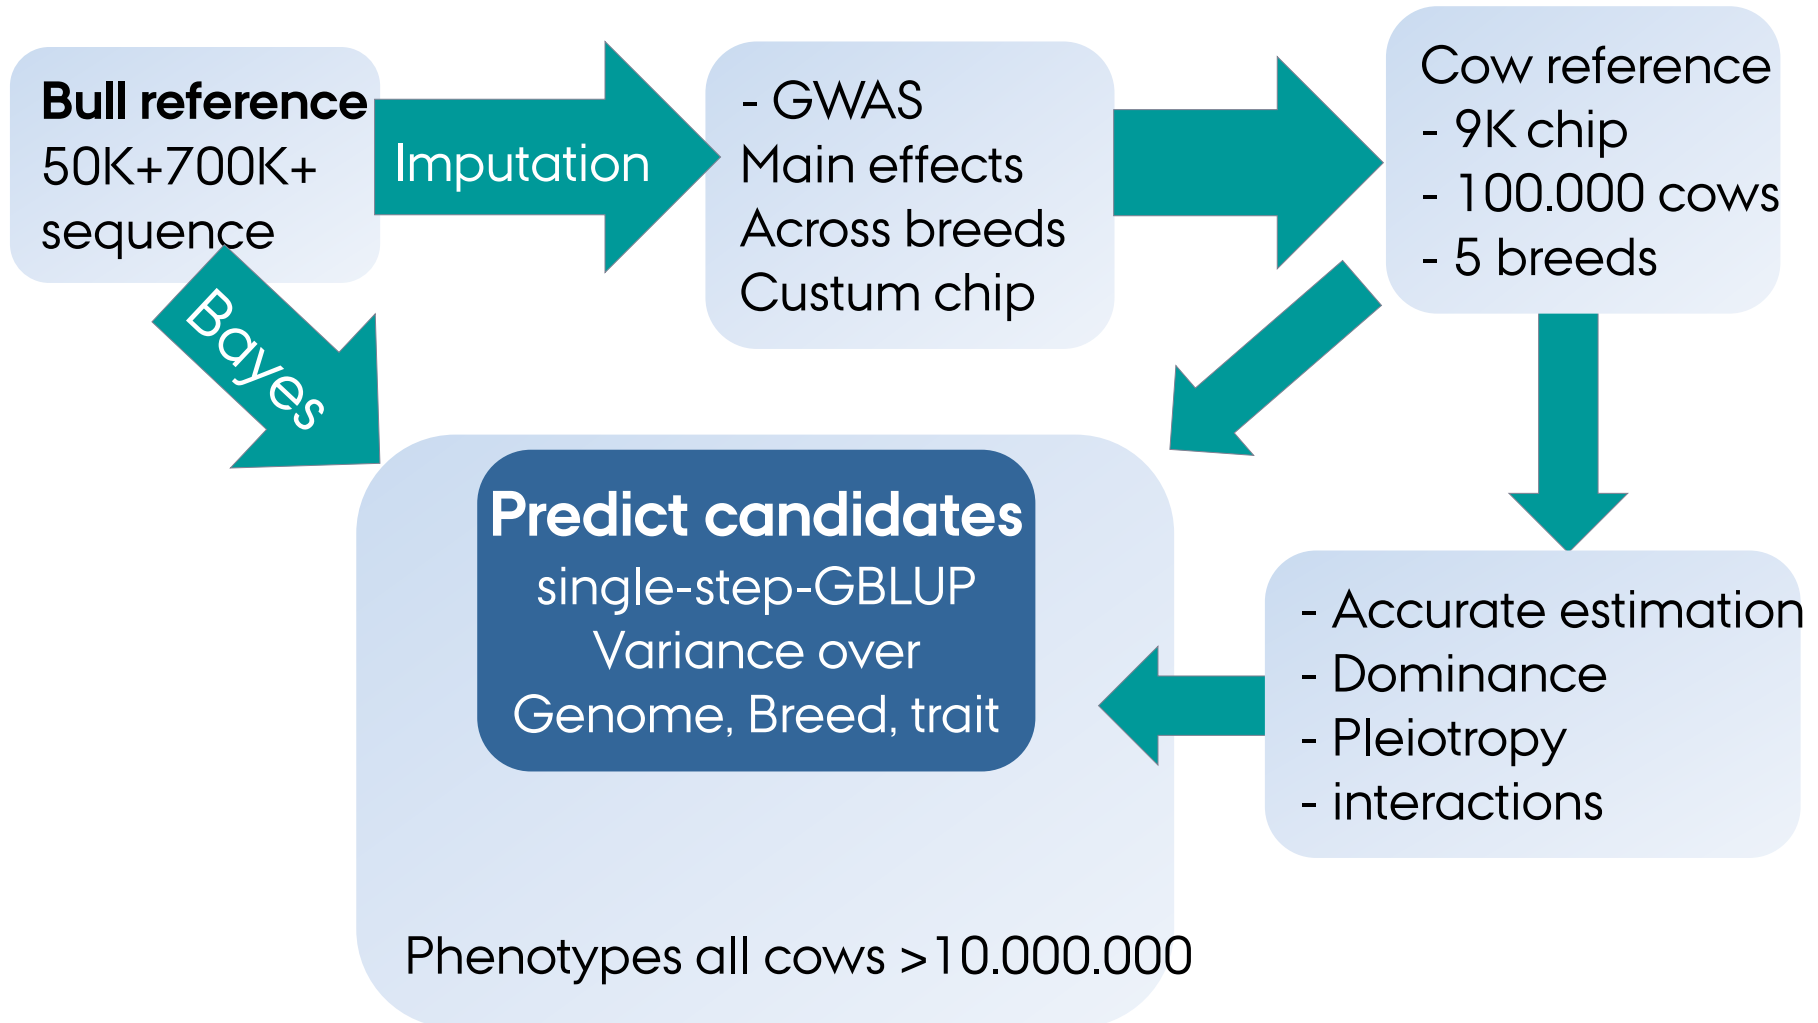 Bull reference
50K+700K+
sequence
Imputation
- GWAS
Main effects
Across breeds
Custum chip
Cow reference
- 9K chip
- 100.000 cows
- 5 breeds
Bayes
Predict candidates
single-step-GBLUP
Variance over
Genome, Breed, trait
- Accurate estimation
- Dominance
- Pleiotropy
- interactions
Phenotypes all cows >10.000.000